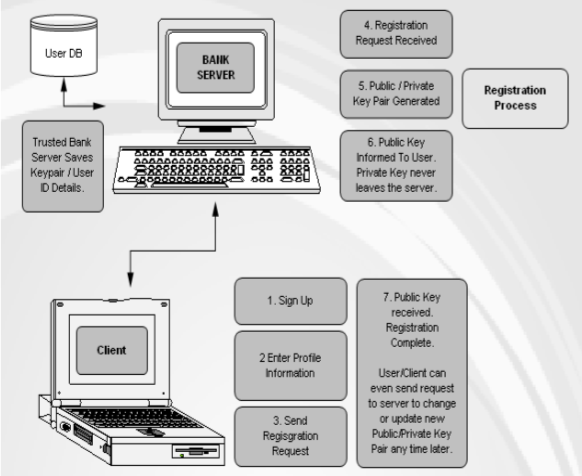 User DB
BANK
SERVER
4. Registration
Request Received
5. Public / Private
Key Pair Generated
Registration
Process
Trusted Bank
Server Saves
Keypair / User
ID Details.
6. Public Key
Informed To User.
Private Key never
leaves the server.
Client
1. Sign Up
2 Enter Profile
Information
3. Send
Regisgration
Request
7. Public Key
received.
Registration
Complete.
User/Client can
even send request
to server to change
or update new
Public/Private Key
Pair any time later.